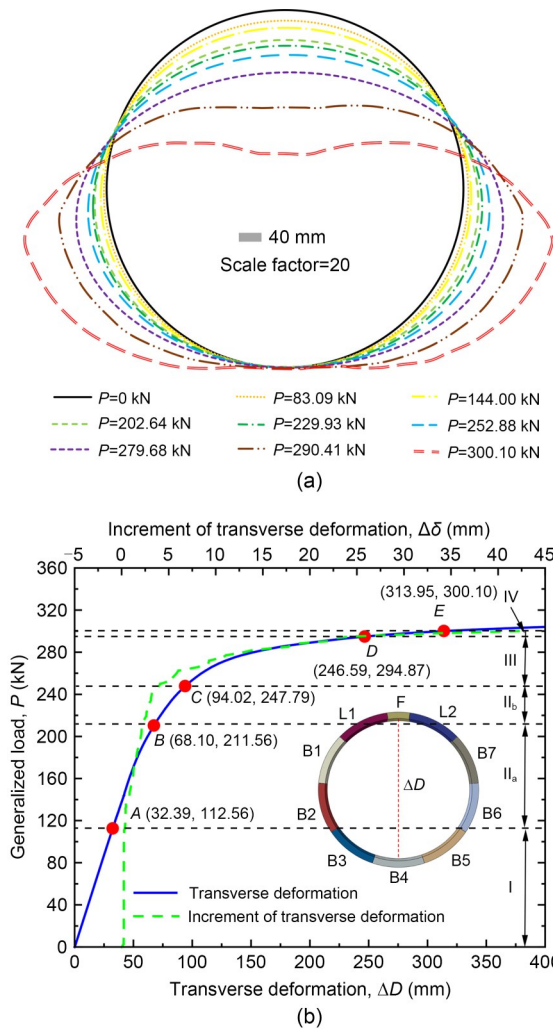 40 mm
Scale factor=20
P=0 kN P=83.09 kN P=144.00 kN
P=202.64 kN P=229.93 kN P=252.88 kN
P=279.68 kN P=290.41 kN P=300.10 kN
(a)
Increment of transverse deformation, Δδ (mm)
−5 0 5 10 15 20 25 30 35 40 45
360
320
280
240
200
160
120
80
40
0
Generalized load, P (kN)
(313.95, 300.10)
IV
E
D
(246.59, 294.87)
III
C (94.02, 247.79)
IIb
B (68.10, 211.56)
IIa
A (32.39, 112.56)
I
F
L1 L2
B1 B7
ΔD
B2 B6
B3 B5
B4
Transverse deformation
Increment of transverse deformation
0 50 100 150 200 250 300 350 400
Transverse deformation, ΔD (mm)
(b)